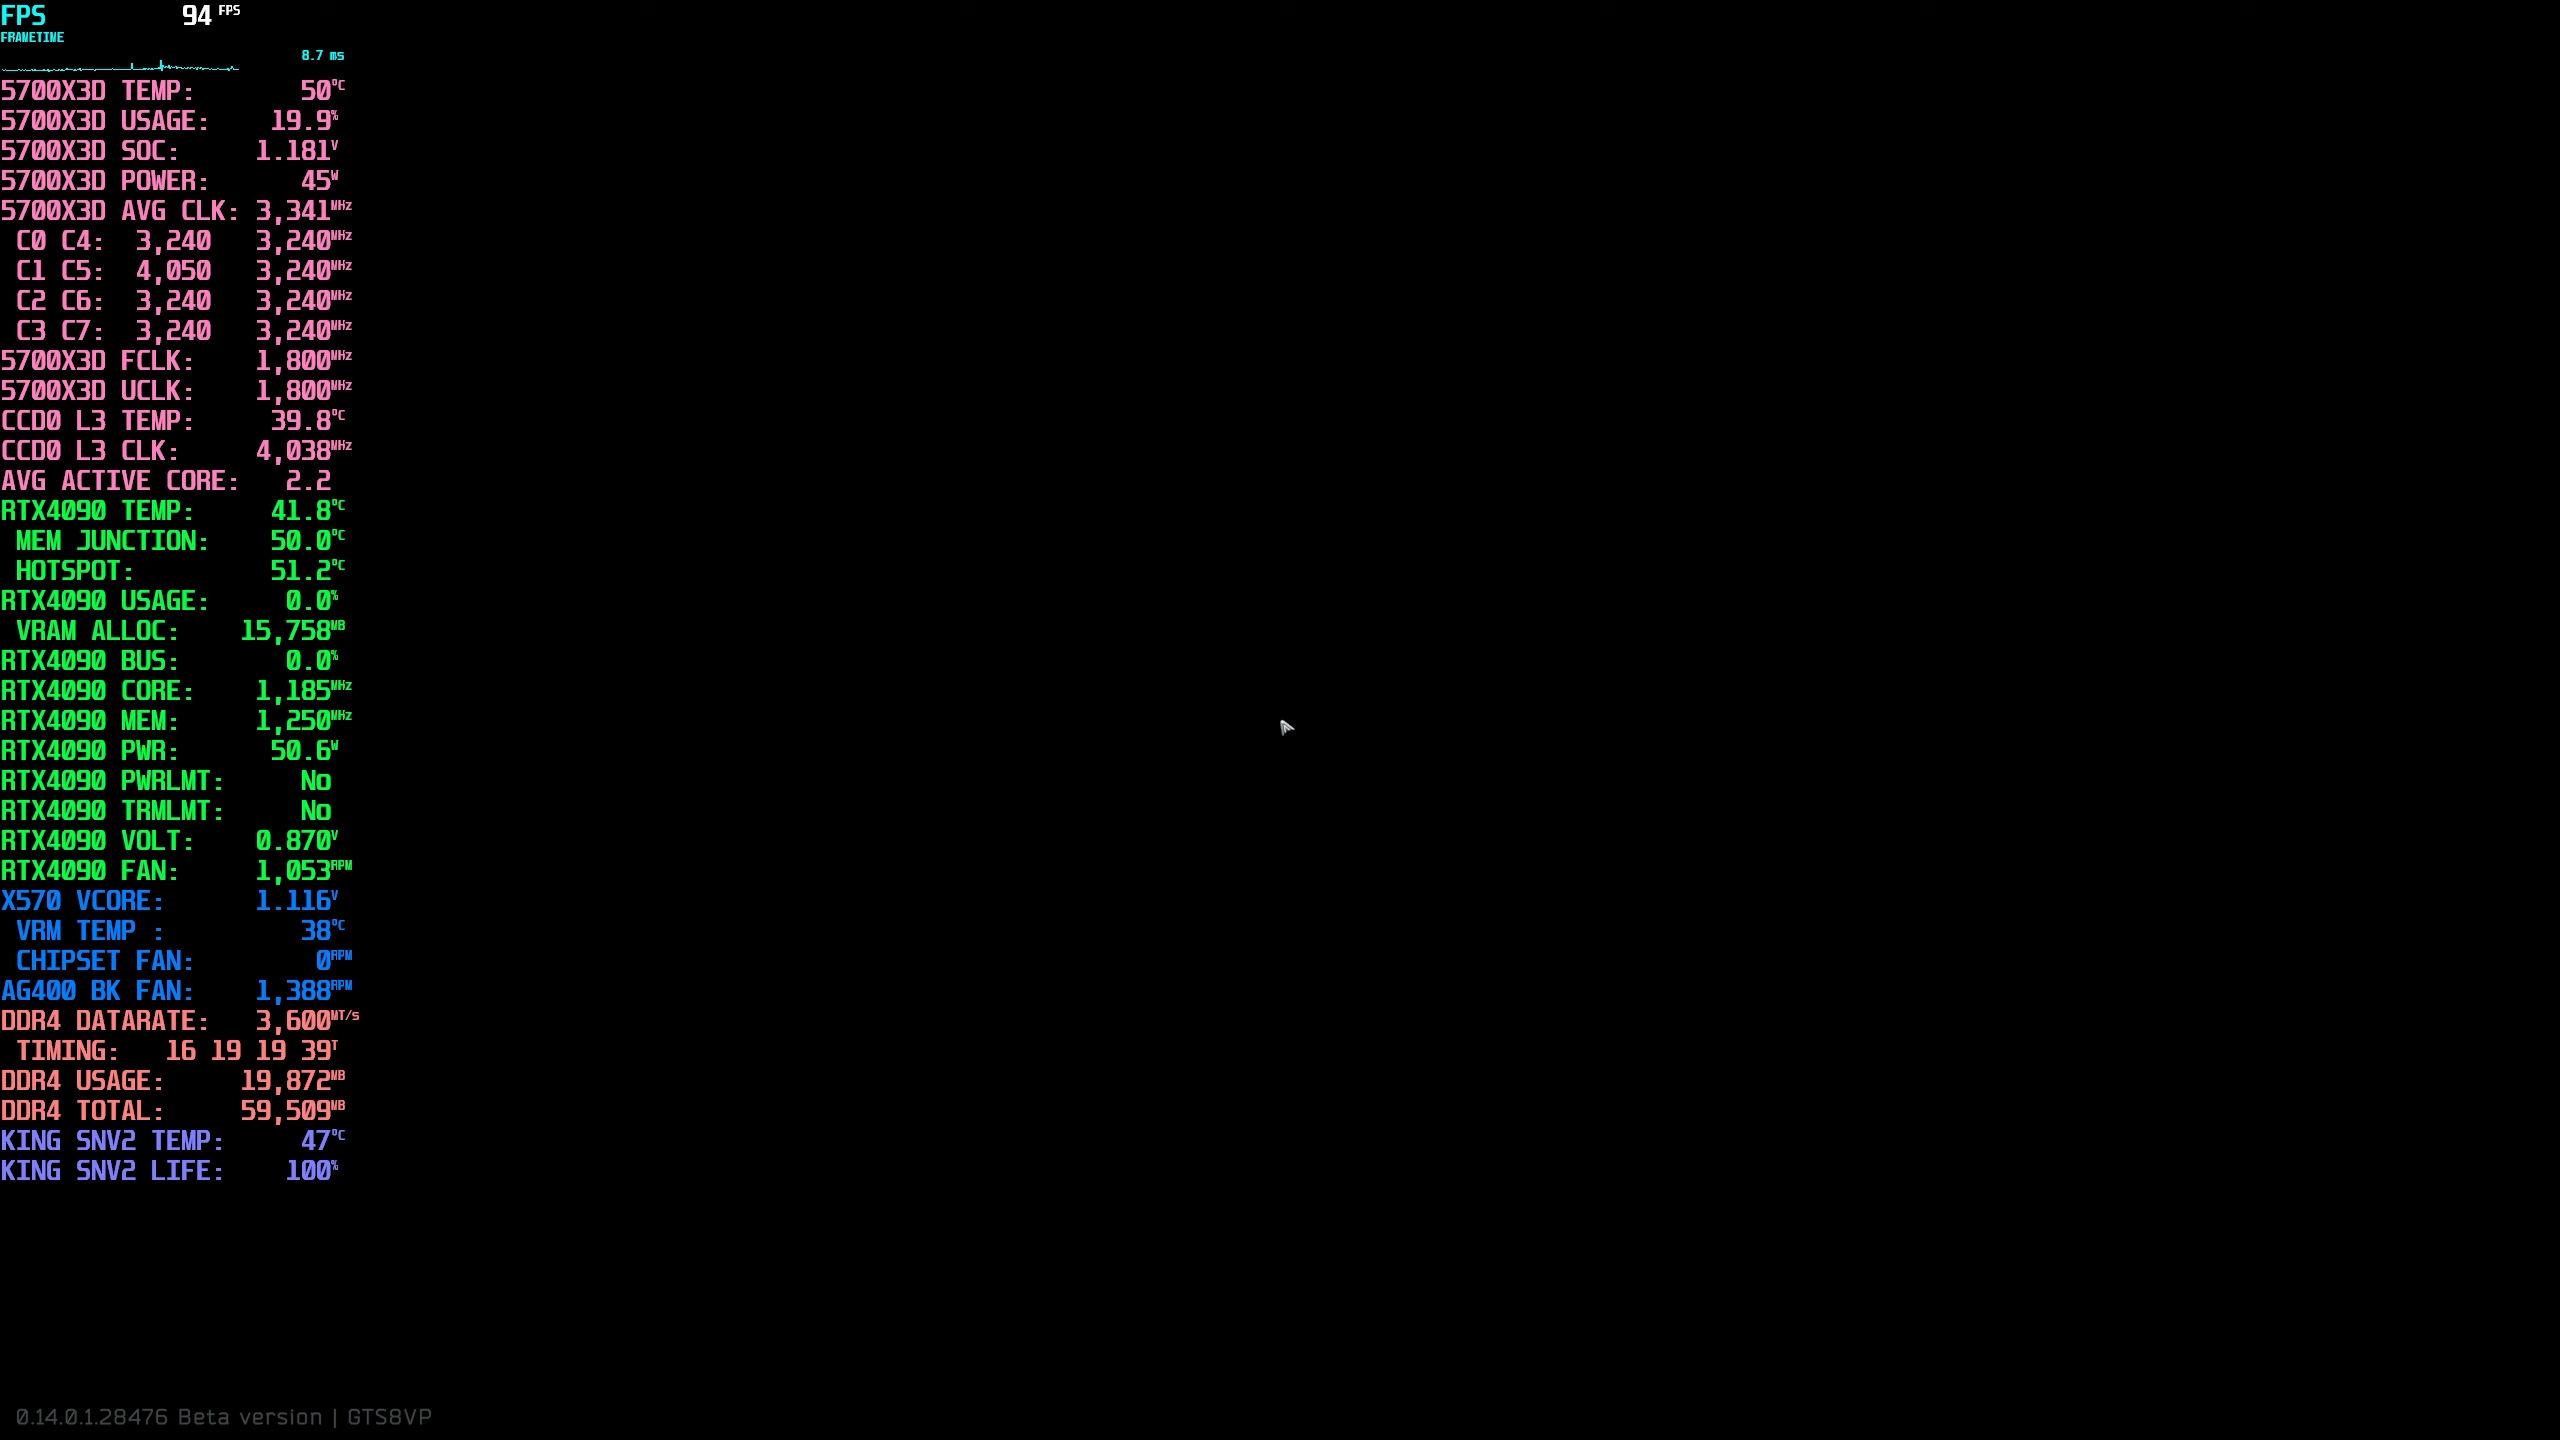 FPS 94 FPS
FRAMETIME
8.7 ms
5700X3D TEMP: 50°C
5700X3D USAGE: 19.9%
5700X3D SOC: 1.181V
5700X3D POWER: 45W
5700X3D AVG CLK: 3,341MHz
C0 C4: 3,240 3,240MHz
C1 C5: 4,050 3,240MHz
C2 C6: 3,240 3,240MHz
C3 C7: 3,240 3,240MHz
5700X3D FCLK: 1,800MHz
5700X3D UCLK: 1,800MHz
CCD0 L3 TEMP: 39.8°C
CCD0 L3 CLK: 4,038MHz
AVG ACTIVE CORE: 2.2
RTX4090 TEMP: 41.8°C
MEM JUNCTION: 50.0°C
HOTSPOT: 51.2°C
RTX4090 USAGE: 0.0%
VRAM ALLOC: 15,758MB
RTX4090 BUS: 0.0%
RTX4090 CORE: 1,185MHz
RTX4090 MEM: 1,250MHz
RTX4090 PWR: 50.6W
RTX4090 PWRLMT: No
RTX4090 TRMLMT: No
RTX4090 VOLT: 0.870V
RTX4090 FAN: 1,053RPM
X570 VCORE: 1.116V
VRM TEMP : 38°C
CHIPSET FAN: 0RPM
AG400 BK FAN: 1,388RPM
DDR4 DATARATE: 3,600MT/s
TIMING: 16 19 19 39T
DDR4 USAGE: 19,872MB
DDR4 TOTAL: 59,509MB
KING SNV2 TEMP: 47°C
KING SNV2 LIFE: 100%
0.14.0.1.28476 Beta version | GTS8VP